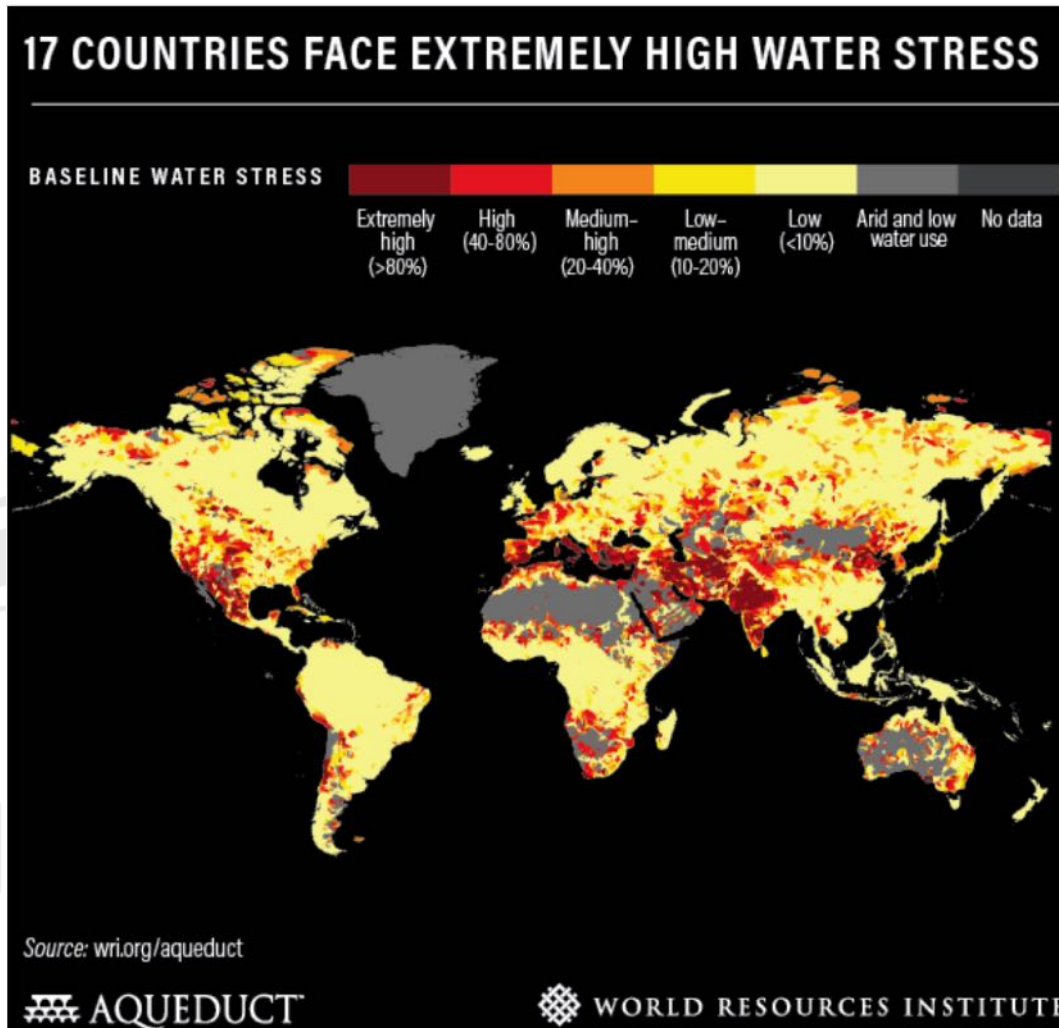 17 COUNTRIES FACE EXTREMELY HIGH WATER STRESS
BASELINE WATER STRESS
Extremely
high
(>80%)
High
(40-80%)
Medium–
high
(20-40%)
Low–
medium
(10-20%)
Low
(<10%)
Arid and low
water use
No data
Source: wri.org/aqueduct
AQUEDUCT™
WORLD RESOURCES INSTITUTE